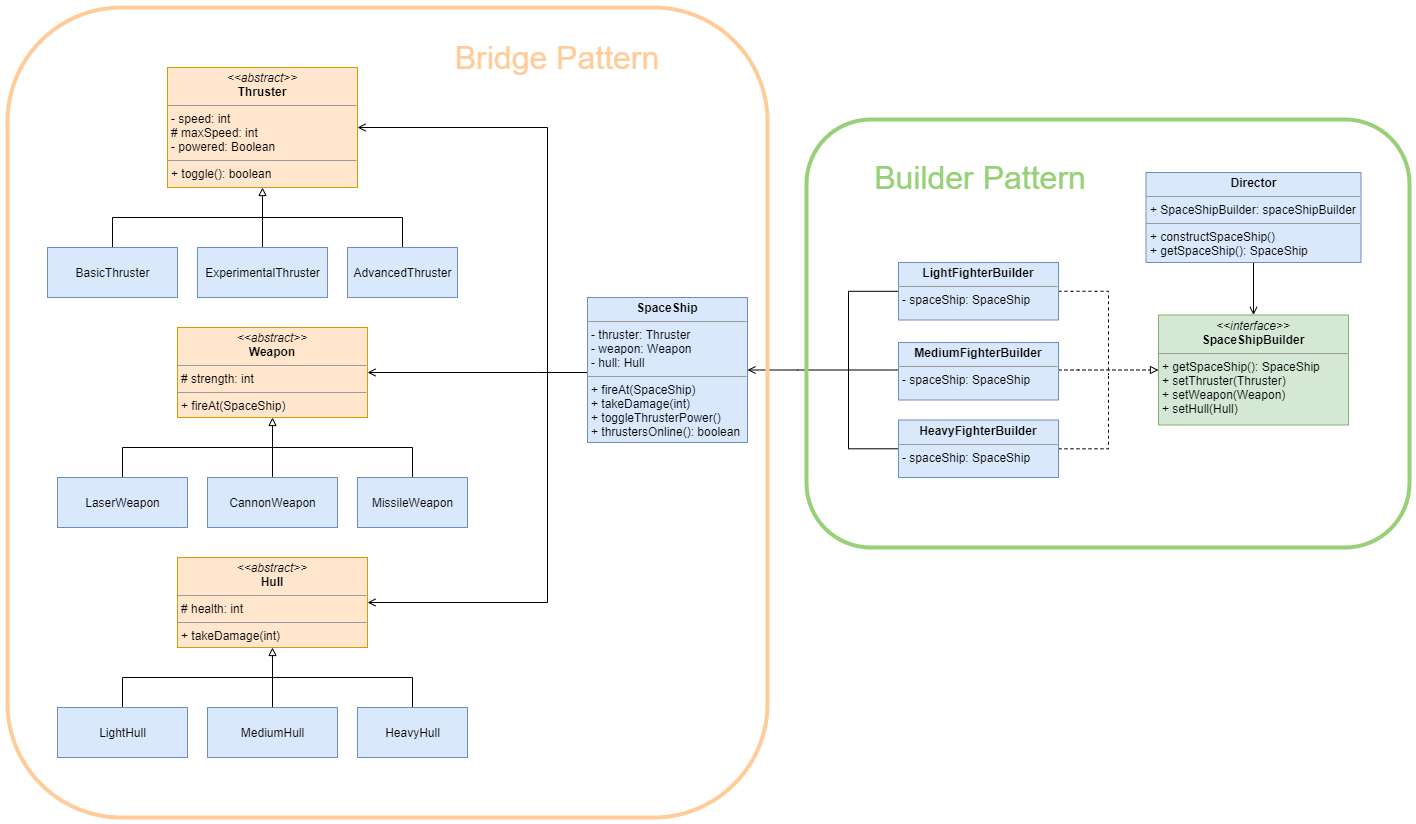 Bridge Pattern
<<abstract>>
Thruster
- speed: int
# maxSpeed: int
- powered: Boolean
+ toggle(): boolean
BasicThruster
ExperimentalThruster
AdvancedThruster
<<abstract>>
Weapon
# strength: int
+ fireAt(SpaceShip)
LaserWeapon
CannonWeapon
MissileWeapon
<<abstract>>
Hull
# health: int
+ takeDamage(int)
LightHull
MediumHull
HeavyHull
SpaceShip
- thruster: Thruster
- weapon: Weapon
- hull: Hull
+ fireAt(SpaceShip)
+ takeDamage(int)
+ toggleThrusterPower()
+ thrustersOnline(): boolean
Builder Pattern
LightFighterBuilder
- spaceShip: SpaceShip
MediumFighterBuilder
- spaceShip: SpaceShip
HeavyFighterBuilder
- spaceShip: SpaceShip
Director
+ SpaceShipBuilder: spaceShipBuilder
+ constructSpaceShip()
+ getSpaceShip(): SpaceShip
<<interface>>
SpaceShipBuilder
+ getSpaceShip(): SpaceShip
+ setThruster(Thruster)
+ setWeapon(Weapon)
+ setHull(Hull)